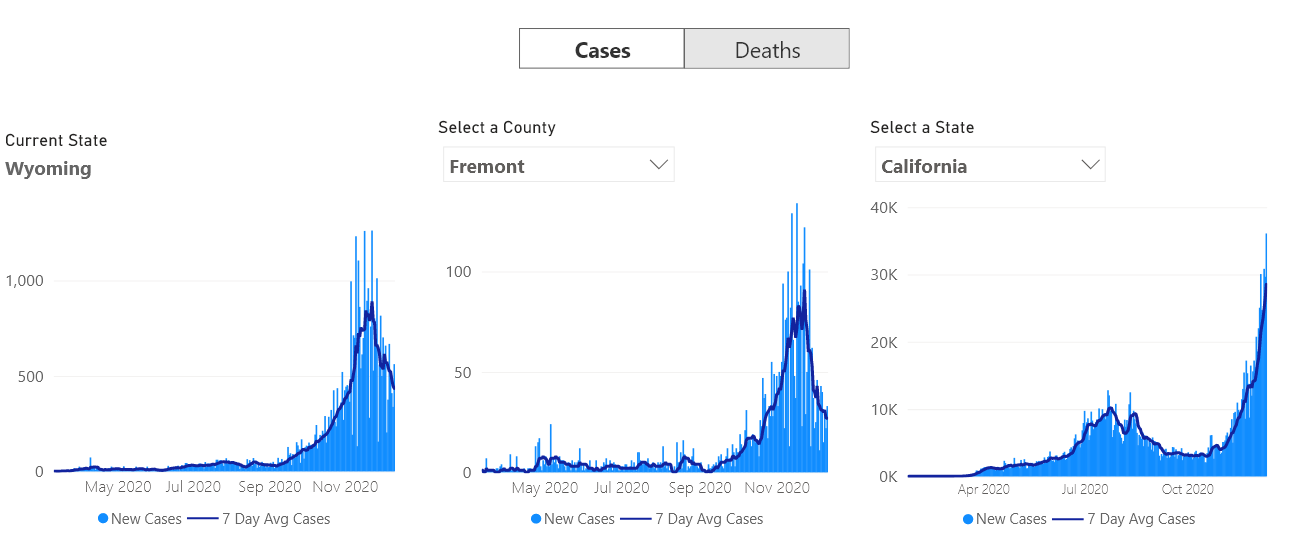 Cases Deaths
Current State
Wyoming
1,000
500
0
May 2020 Jul 2020 Sep 2020 Nov 2020
New Cases 7 Day Avg Cases
Select a County
Fremont
100
50
0
May 2020 Jul 2020 Sep 2020 Nov 2020
New Cases 7 Day Avg Cases
Select a State
California
40K
30K
20K
10K
0K
Apr 2020 Jul 2020 Oct 2020
New Cases 7 Day Avg Cases